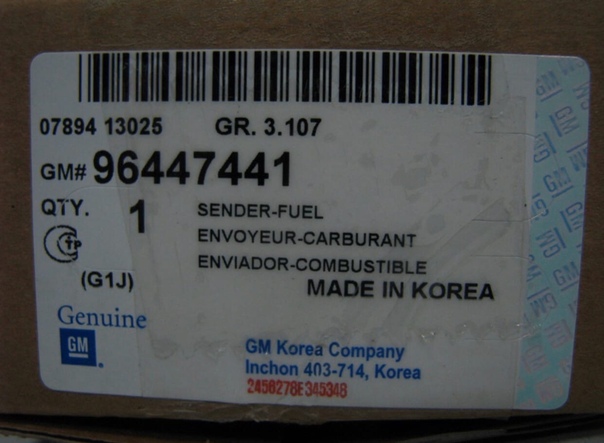 07894 13025 GR. 3.107
GM# 96447441
QTY. 1 SENDER-FUEL
ENVOYEUR-CARBURANT
ENVIADOR-COMBUSTIBLE
(G1J) MADE IN KOREA
Genuine
GM
GM Korea Company
Inchon 403-714, Korea